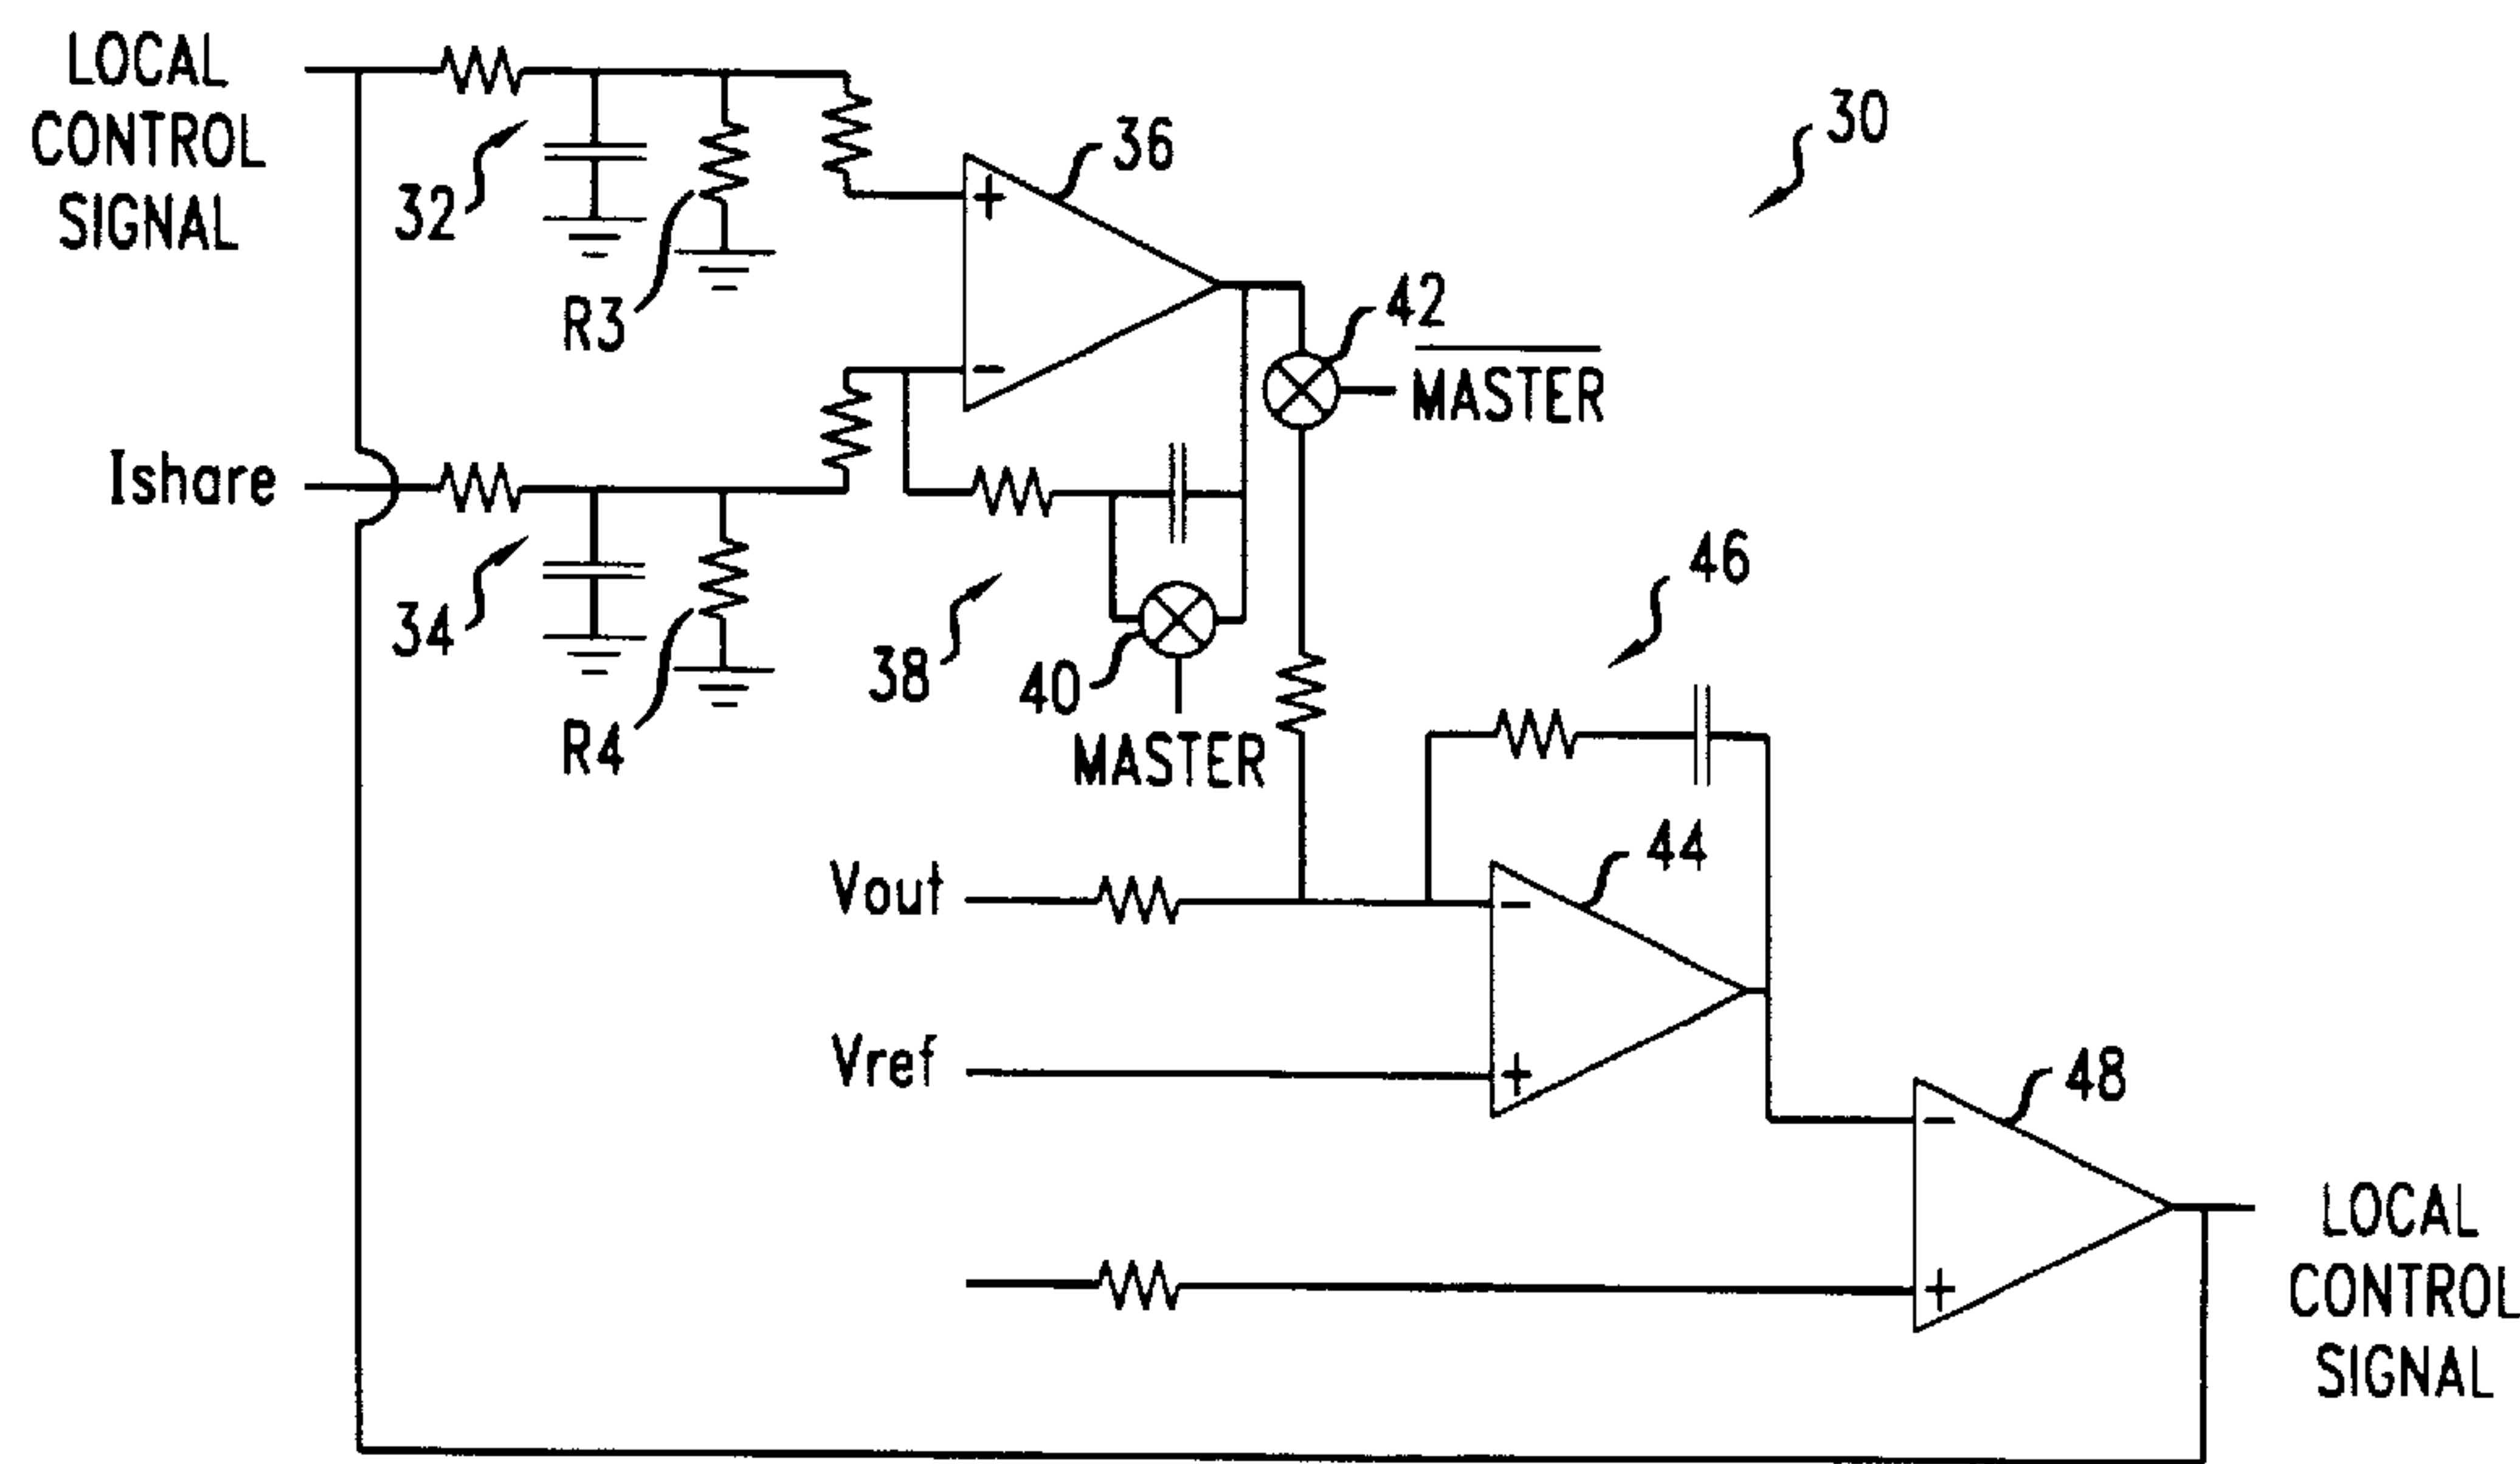 LOCAL
CONTROL
SIGNAL
32
R3
+
36
30
42
MASTER
-
Ishare
34
R4
38
40
MASTER
46
44
Vout
-
Vref
+
48
-
+
LOCAL
CONTROL
SIGNAL